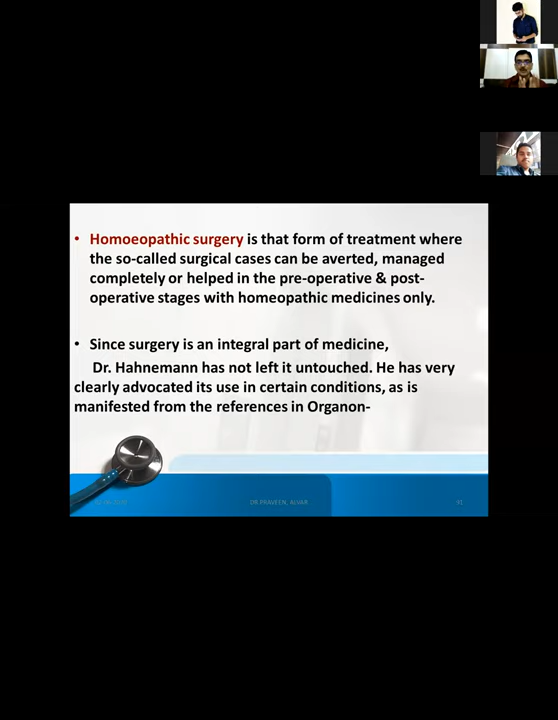 • Homoeopathic surgery is that form of treatment where
the so-called surgical cases can be averted, managed
completely or helped in the pre-operative & post-
operative stages with homeopathic medicines only.
• Since surgery is an integral part of medicine,
Dr. Hahnemann has not left it untouched. He has very
clearly advocated its use in certain conditions, as is
manifested from the references in Organon-
DR.PRAVEEN, ALVAR
91